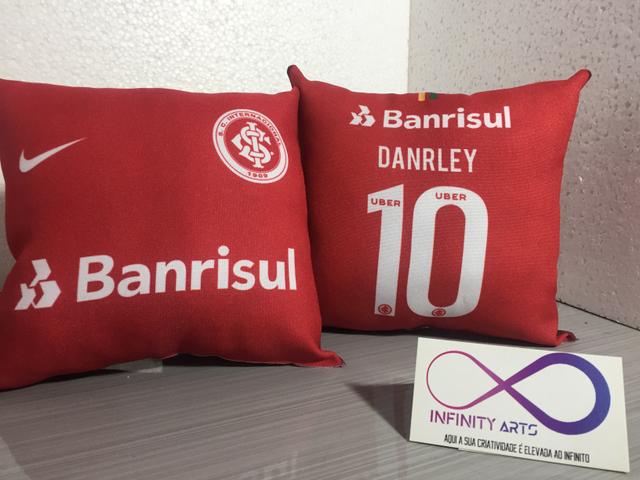 S. C. INTERNACIONAL
1909
Banrisul
Banrisul
DANRLEY
UBER UBER
10
INFINITY ARTS
AQUI A SUA CRIATIVIDADE É ELEVADA AO INFINITO